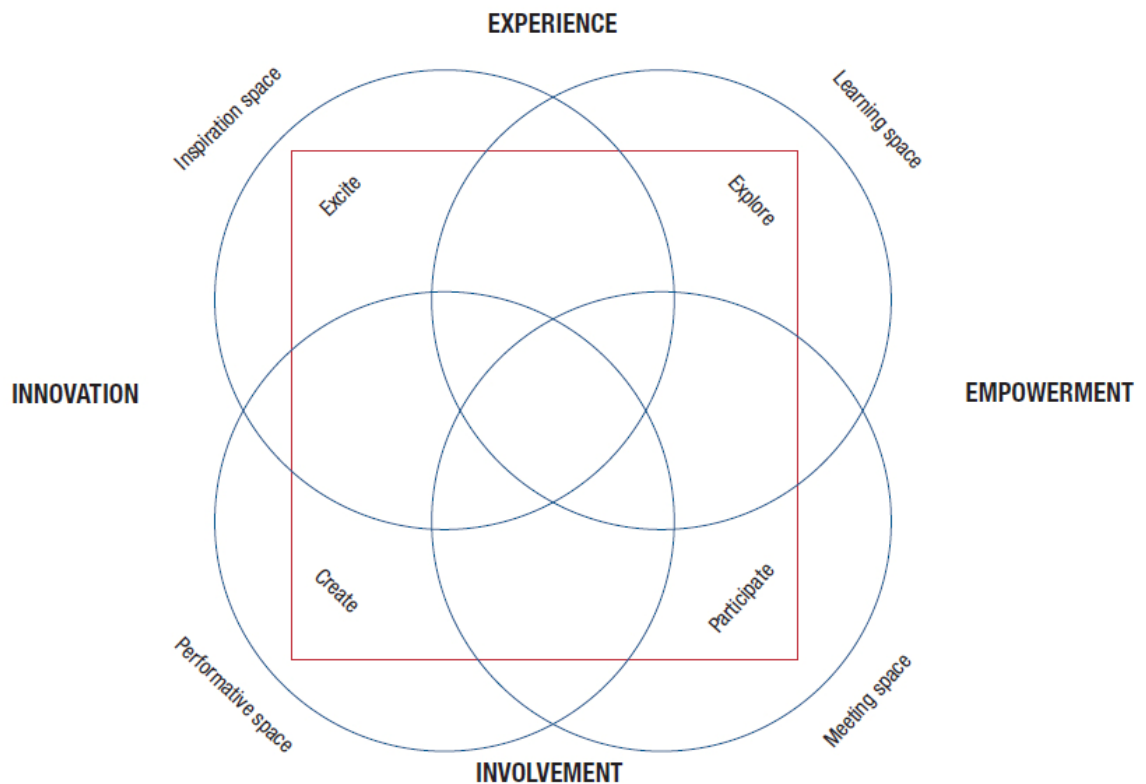 EXPERIENCE
Inspiration space
Learning space
Excite
Explore
INNOVATION
EMPOWERMENT
Create
Participate
Performative space
Meeting space
INVOLVEMENT